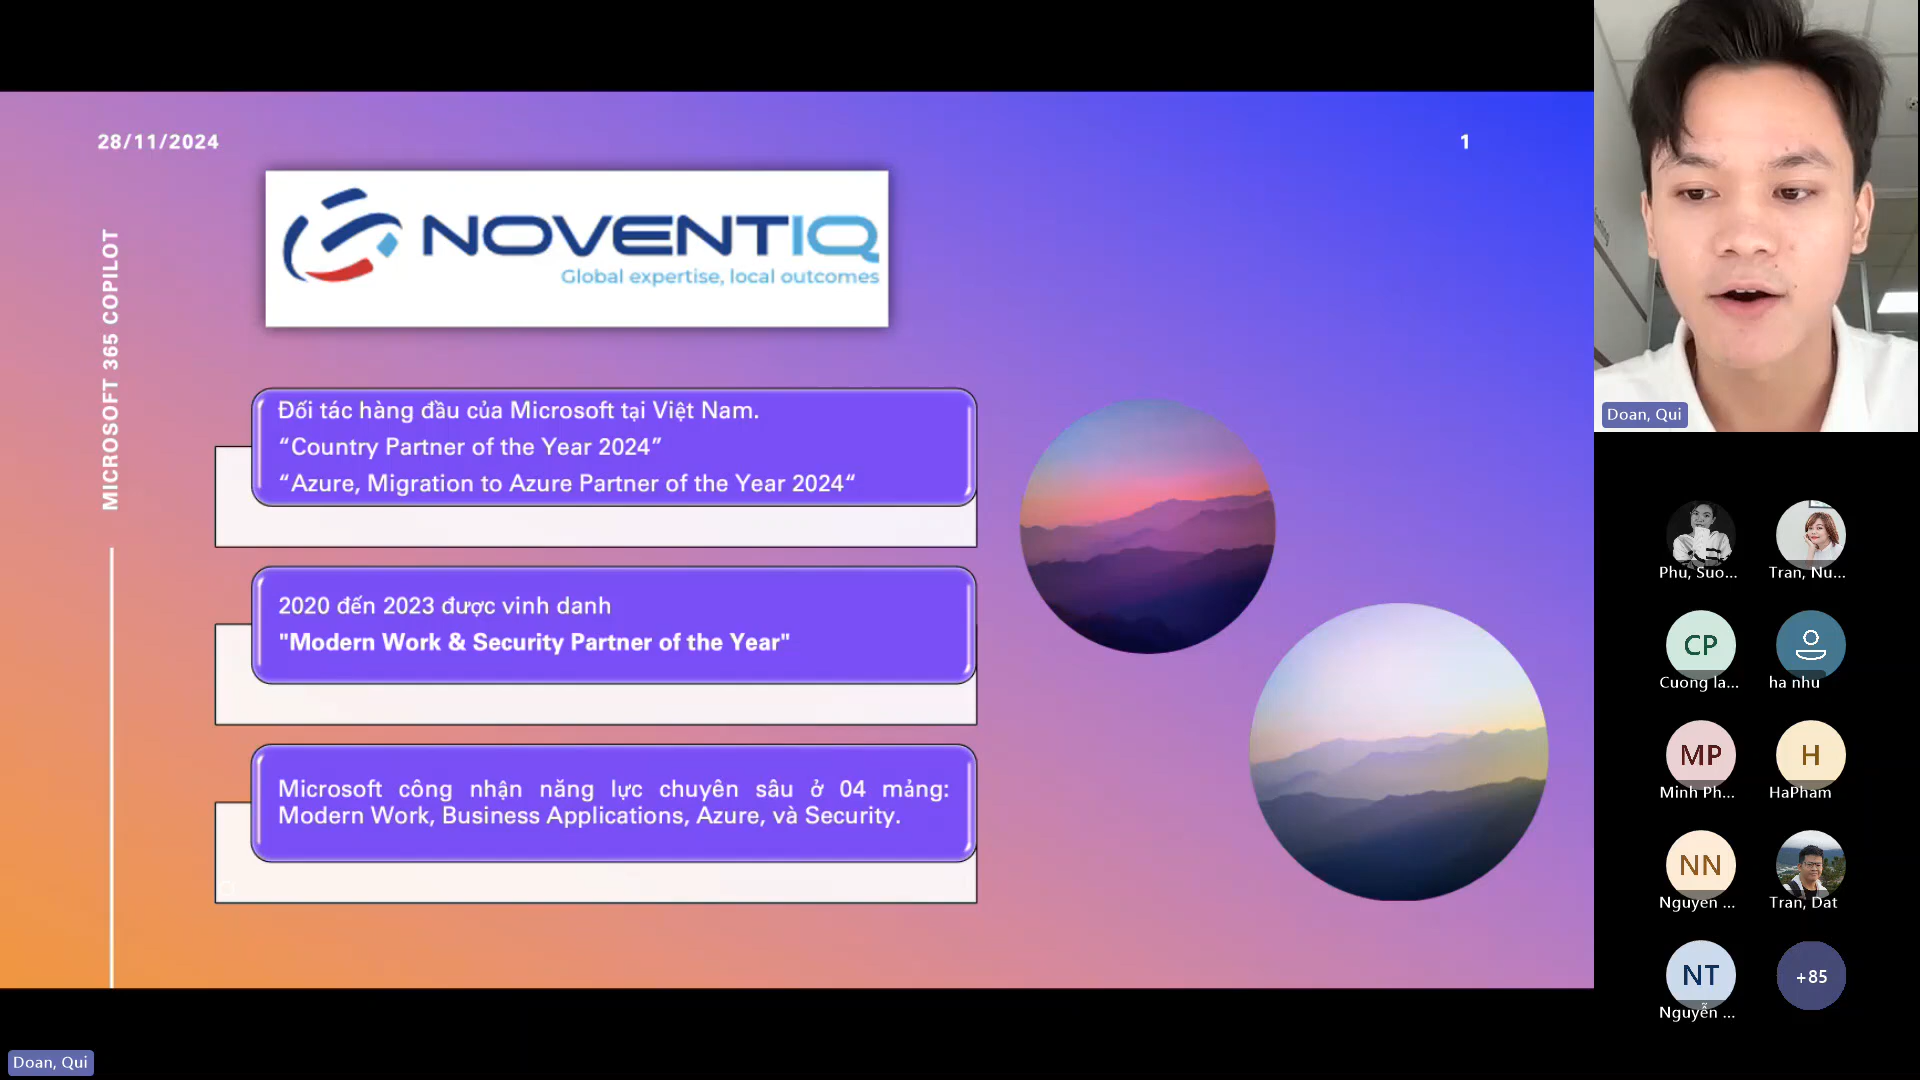 28/11/2024
1
MICROSOFT 365 COPILOT
NOVENTIQ
Global expertise, local outcomes
Đối tác hàng đầu của Microsoft tại Việt Nam.
“Country Partner of the Year 2024”
“Azure, Migration to Azure Partner of the Year 2024“
2020 đến 2023 được vinh danh
"Modern Work & Security Partner of the Year"
Microsoft công nhận năng lực chuyên sâu ở 04 mảng:
Modern Work, Business Applications, Azure, và Security.
Doan, Qui
Phu, Suo...
Tran, Nu...
CP
Cuong la...
ha nhu
MP
Minh Ph...
H
HaPham
NN
Nguyen ...
Tran, Dat
NT
Nguyễn ...
+85
Doan, Qui